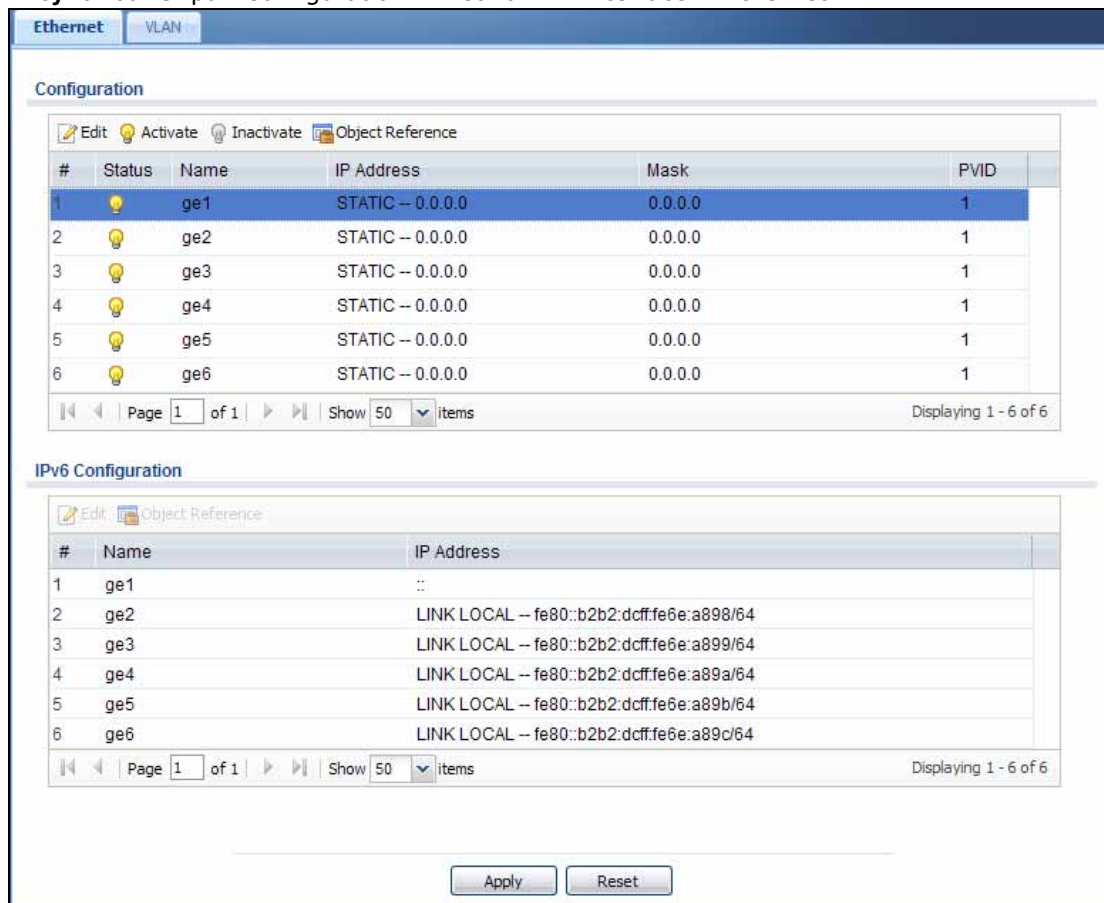 Ethernet VLAN
Configuration
Edit Activate Inactivate Object Reference
# Status Name IP Address Mask PVID
1 ge1 STATIC -- 0.0.0.0 0.0.0.0 1
2 ge2 STATIC -- 0.0.0.0 0.0.0.0 1
3 ge3 STATIC -- 0.0.0.0 0.0.0.0 1
4 ge4 STATIC -- 0.0.0.0 0.0.0.0 1
5 ge5 STATIC -- 0.0.0.0 0.0.0.0 1
6 ge6 STATIC -- 0.0.0.0 0.0.0.0 1
Page 1 of 1 Show 50 items Displaying 1 - 6 of 6
IPv6 Configuration
Edit Object Reference
# Name IP Address
1 ge1 ::
2 ge2 LINK LOCAL -- fe80::b2b2:dcff:fe6e:a898/64
3 ge3 LINK LOCAL -- fe80::b2b2:dcff:fe6e:a899/64
4 ge4 LINK LOCAL -- fe80::b2b2:dcff:fe6e:a89a/64
5 ge5 LINK LOCAL -- fe80::b2b2:dcff:fe6e:a89b/64
6 ge6 LINK LOCAL -- fe80::b2b2:dcff:fe6e:a89c/64
Page 1 of 1 Show 50 items Displaying 1 - 6 of 6
Apply Reset